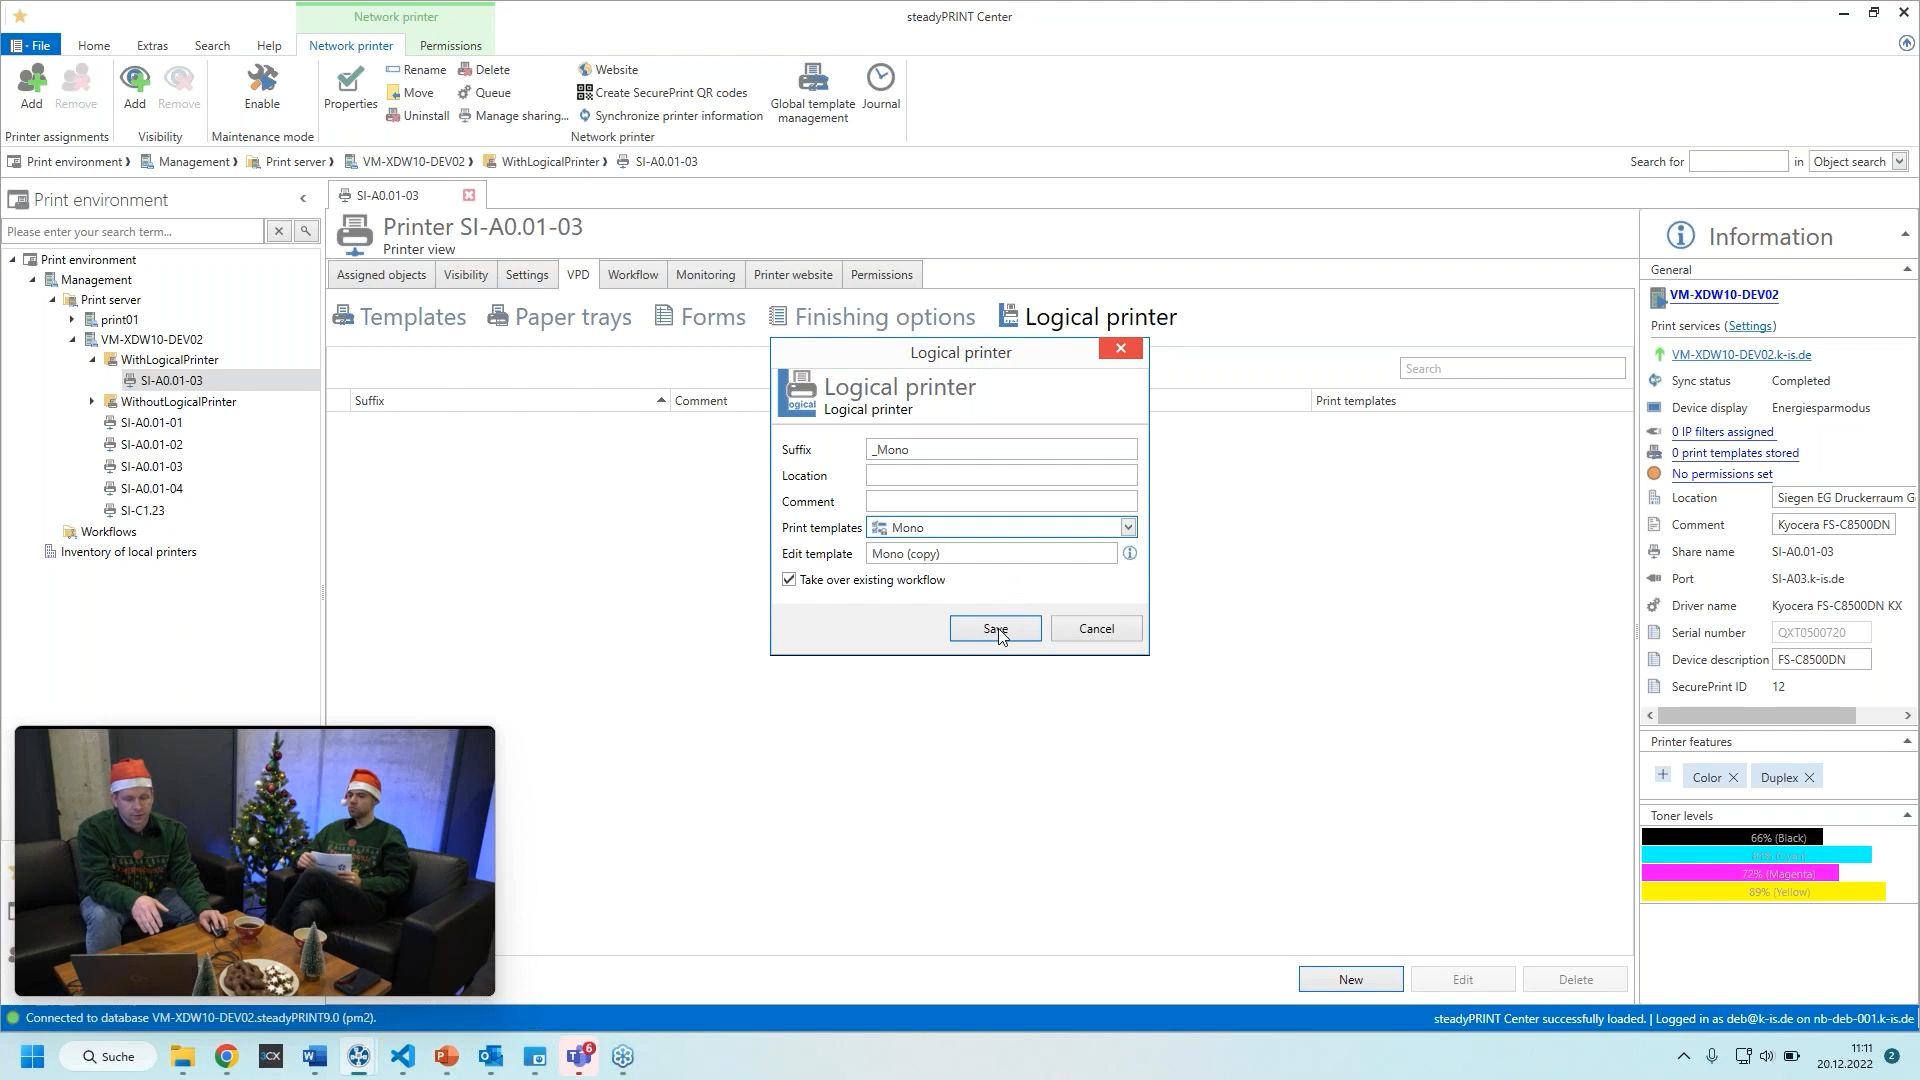 Network printer
steadyPRINT Center
File
Home
Extras
Search
Help
Network printer
Permissions
Add
Remove
Printer assignments
Add
Remove
Visibility
Enable
Maintenance mode
Properties
Rename
Move
Uninstall
Delete
Queue
Manage sharing...
Website
Create SecurePrint QR codes
Synchronize printer information
Network printer
Global template
management
Journal
Print environment
Management
Print server
VM-XDW10-DEV02
WithLogicalPrinter
SI-A0.01-03
Search for
in
Object search
Print environment
Please enter your search term...
Print environment
Management
Print server
print01
VM-XDW10-DEV02
WithLogicalPrinter
SI-A0.01-03
WithoutLogicalPrinter
SI-A0.01-01
SI-A0.01-02
SI-A0.01-03
SI-A0.01-04
SI-C1.23
Workflows
Inventory of local printers
SI-A0.01-03
Printer SI-A0.01-03
Printer view
Assigned objects
Visibility
Settings
VPD
Workflow
Monitoring
Printer website
Permissions
Templates
Paper trays
Forms
Finishing options
Logical printer
Search
Suffix
Comment
Print templates
Logical printer
logical
Logical printer
Logical printer
Suffix _Mono
Location
Comment
Print templates Mono
Edit template Mono (copy)
Take over existing workflow
Save
Cancel
New
Edit
Delete
Information
General
VM-XDW10-DEV02
Print services (Settings)
VM-XDW10-DEV02.k-is.de
Sync status Completed
Device display Energiesparmodus
0 IP filters assigned
0 print templates stored
No permissions set
Location Siegen EG Druckerraum G
Comment Kyocera FS-C8500DN
Share name SI-A0.01-03
Port SI-A03.k-is.de
Driver name Kyocera FS-C8500DN KX
Serial number QXT0500720
Device description FS-C8500DN
SecurePrint ID 12
Printer features
Color
Duplex
Toner levels
66% (Black)
72% (Magenta)
89% (Yellow)
Connected to database VM-XDW10-DEV02.steadyPRINT9.0 (pm2).
steadyPRINT Center successfully loaded. | Logged in as deb@k-is.de on nb-deb-001.k-is.de
Suche
3CX
6
11:11
20.12.2022
2